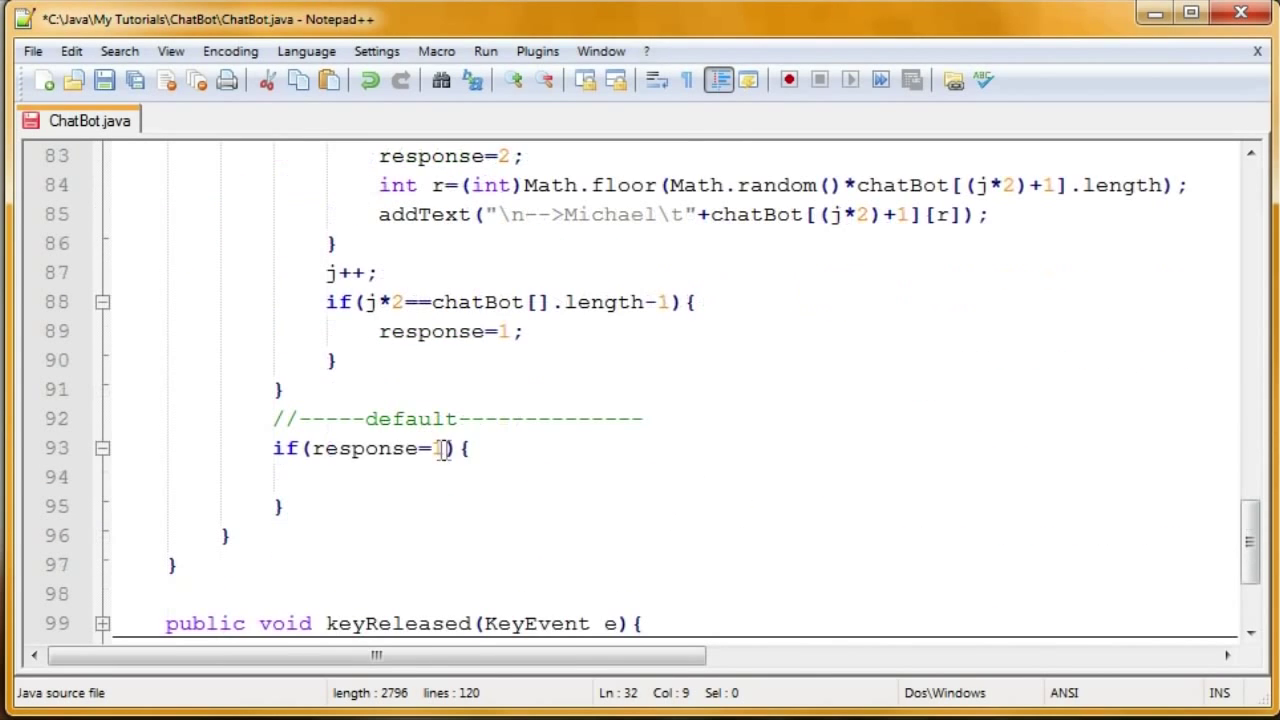 *C:\Java\My Tutorials\ChatBot\ChatBot.java - Notepad++
File Edit Search View Encoding Language Settings Macro Run Plugins Window ? X
ChatBot.java
83 response=2;
84 int r=(int)Math.floor(Math.random()*chatBot[(j*2)+1].length);
85 addText("\n-->Michael\t"+chatBot[(j*2)+1][r]);
86 }
87 j++;
88 if(j*2==chatBot[].length-1){
89 response=1;
90 }
91 }
92 //-----default--------------
93 if(response=1){
94
95 }
96 }
97 }
98
99 public void keyReleased(KeyEvent e){
Java source file length : 2796 lines : 120 Ln : 32 Col : 9 Sel : 0 Dos\Windows ANSI INS